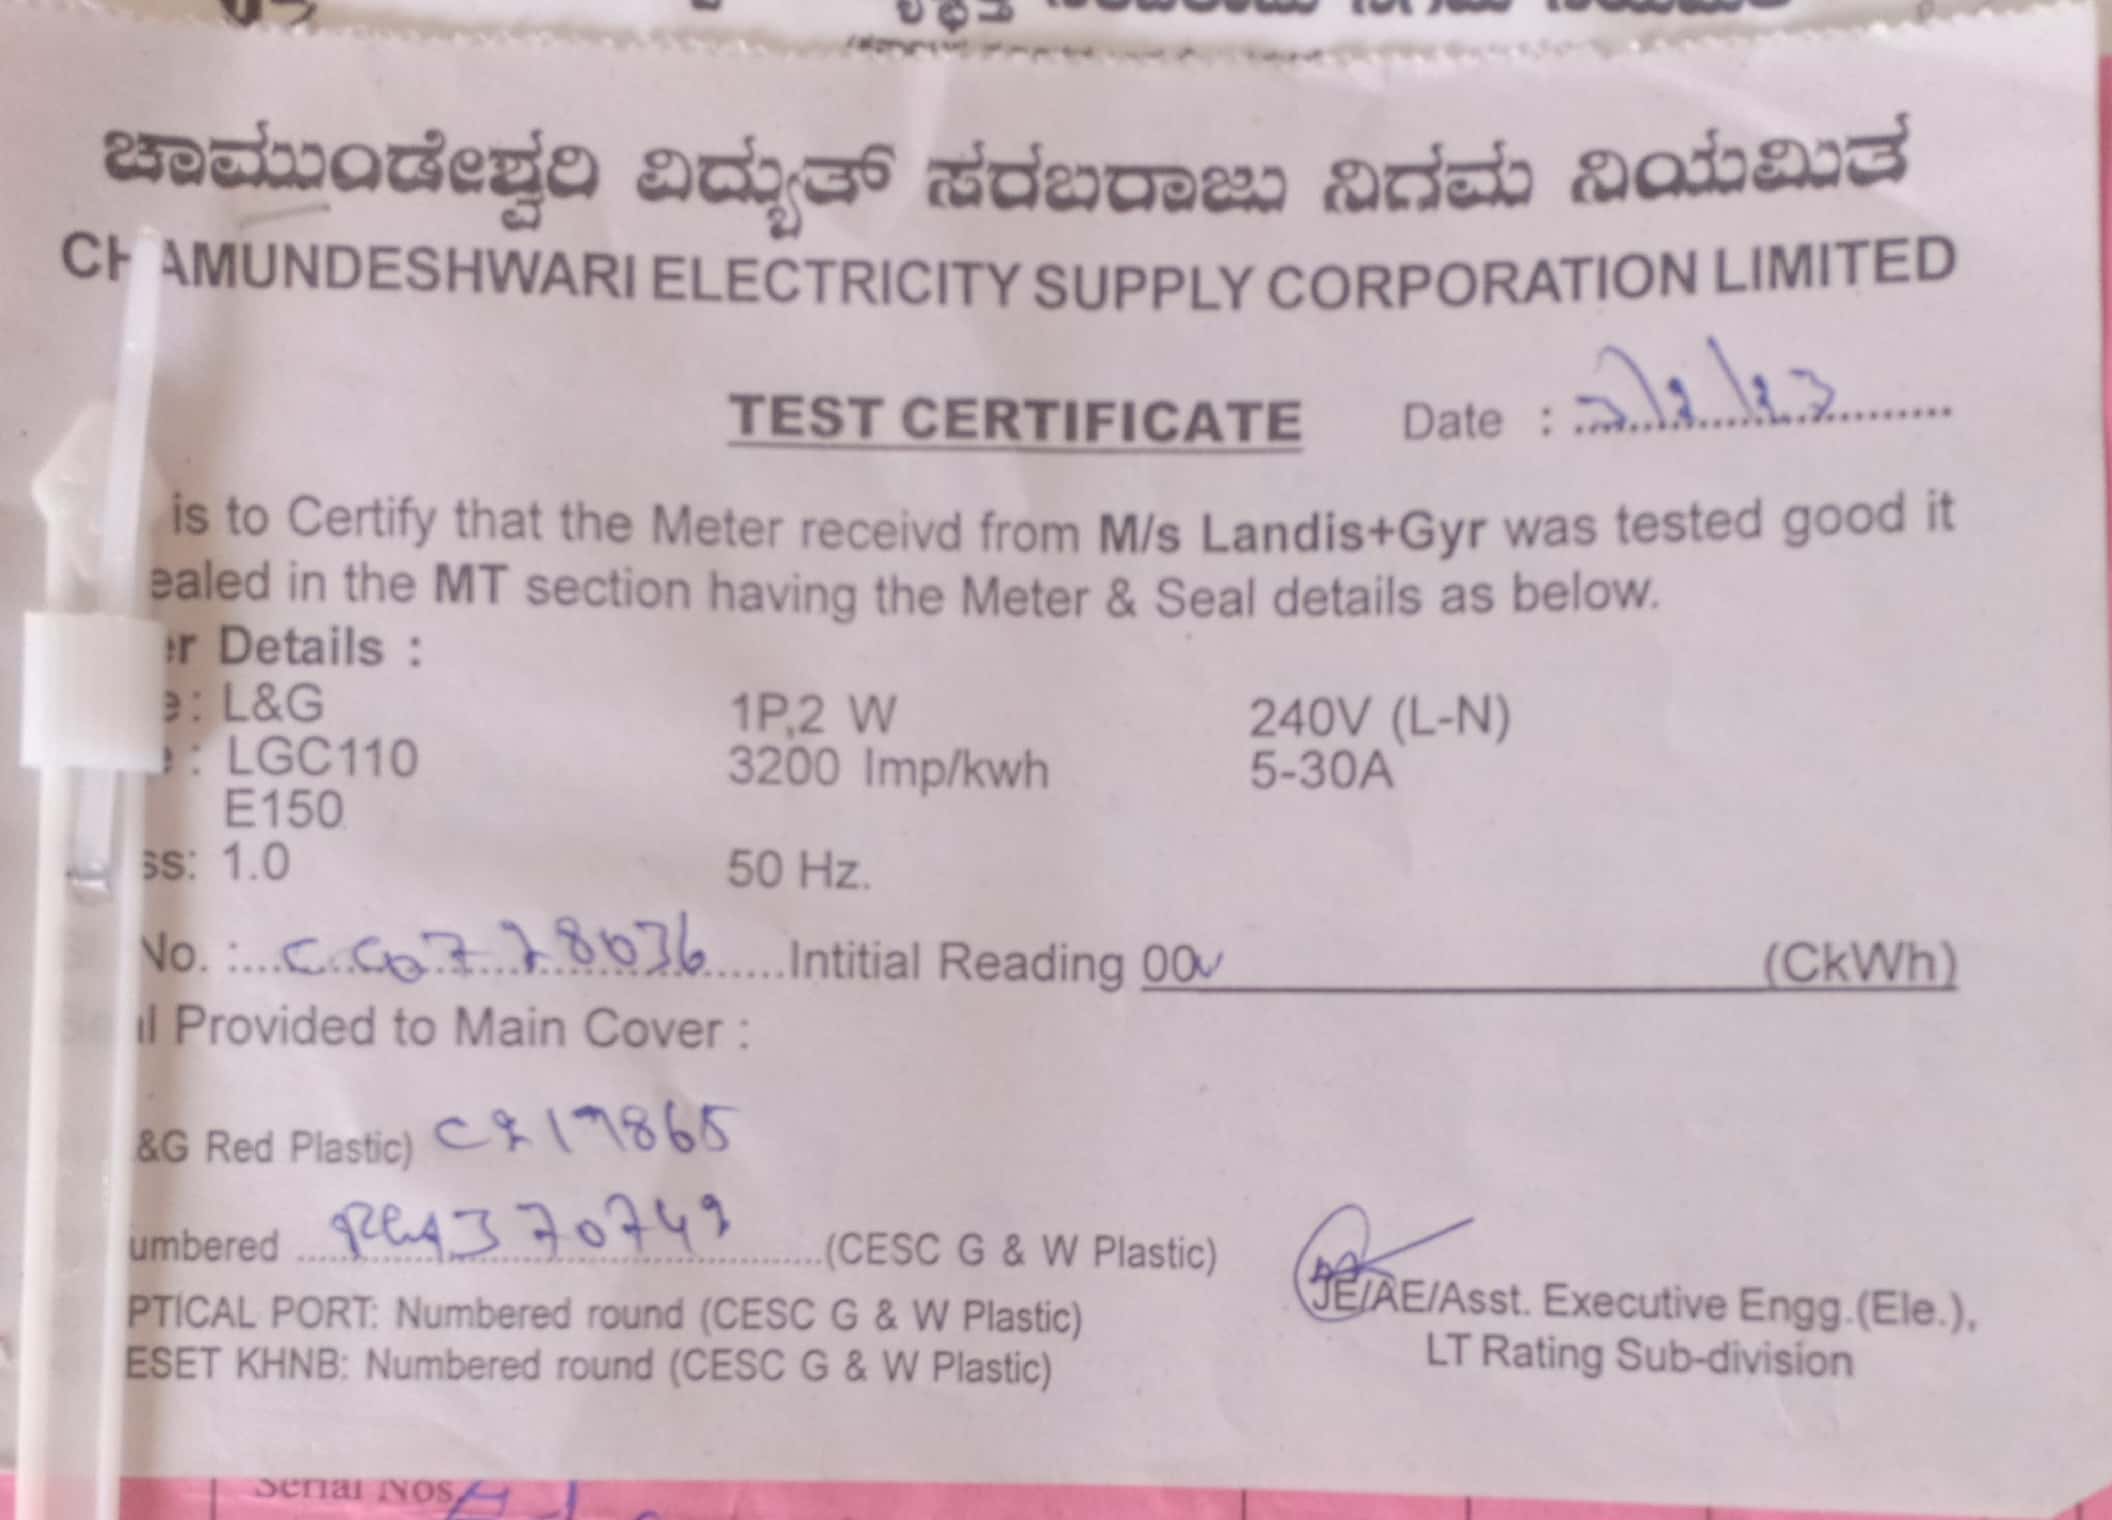 ಚಾಮುಂಡೇಶ್ವರಿ ವಿದ್ಯುತ್ ಸರಬರಾಜು ನಿಗಮ ನಿಯಮಿತ
CHAMUNDESHWARI ELECTRICITY SUPPLY CORPORATION LIMITED
TEST CERTIFICATE Date :
is to Certify that the Meter receivd from M/s Landis+Gyr was tested good it
ealed in the MT section having the Meter & Seal details as below.
er Details :
e: L&G 1P,2 W 240V (L-N)
e : LGC110 3200 Imp/kwh 5-30A
E150
ss: 1.0 50 Hz.
No. : Intitial Reading 00 (CkWh)
l Provided to Main Cover :
&G Red Plastic)
umbered (CESC G & W Plastic)
JE/AE/Asst. Executive Engg.(Ele.),
PTICAL PORT: Numbered round (CESC G & W Plastic)
LT Rating Sub-division
ESET KHNB: Numbered round (CESC G & W Plastic)
Serial Nos